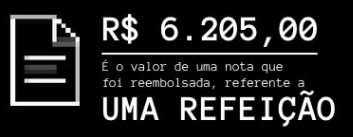 R$ 6.205,00
É o valor de uma nota que
foi reembolsada, referente a
UMA REFEIÇÃO